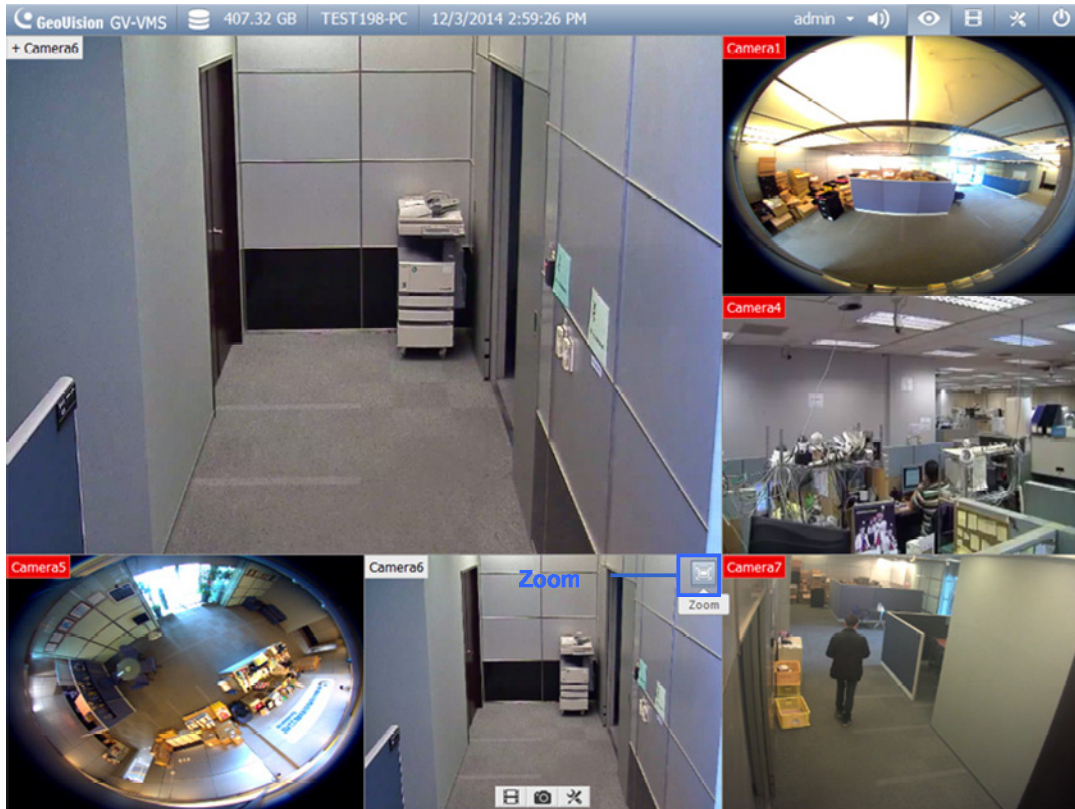 GeoVision GV-VMS 407.32 GB TEST198-PC 12/3/2014 2:59:26 PM admin
+ Camera6
Camera1
Camera4
Camera5
Camera6
Zoom
Zoom
Camera7